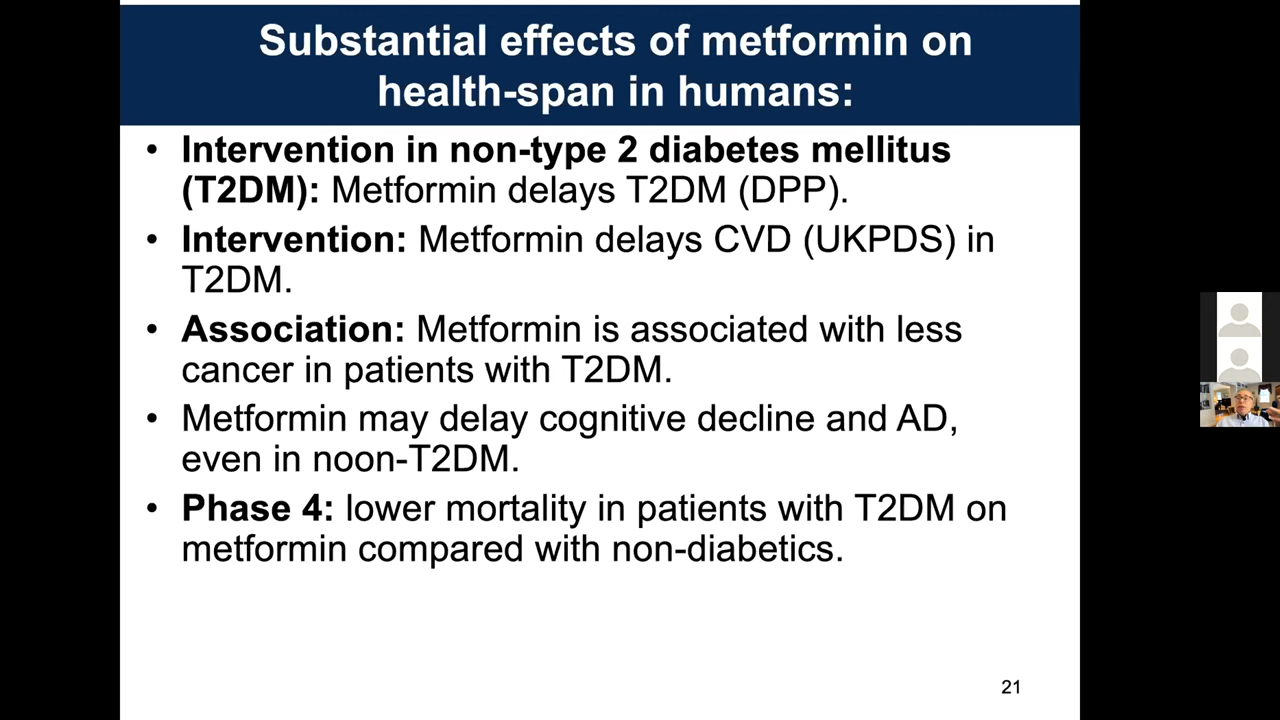 Substantial effects of metformin on
health-span in humans:
• Intervention in non-type 2 diabetes mellitus
(T2DM): Metformin delays T2DM (DPP).
• Intervention: Metformin delays CVD (UKPDS) in
T2DM.
• Association: Metformin is associated with less
cancer in patients with T2DM.
• Metformin may delay cognitive decline and AD,
even in noon-T2DM.
• Phase 4: lower mortality in patients with T2DM on
metformin compared with non-diabetics.
21